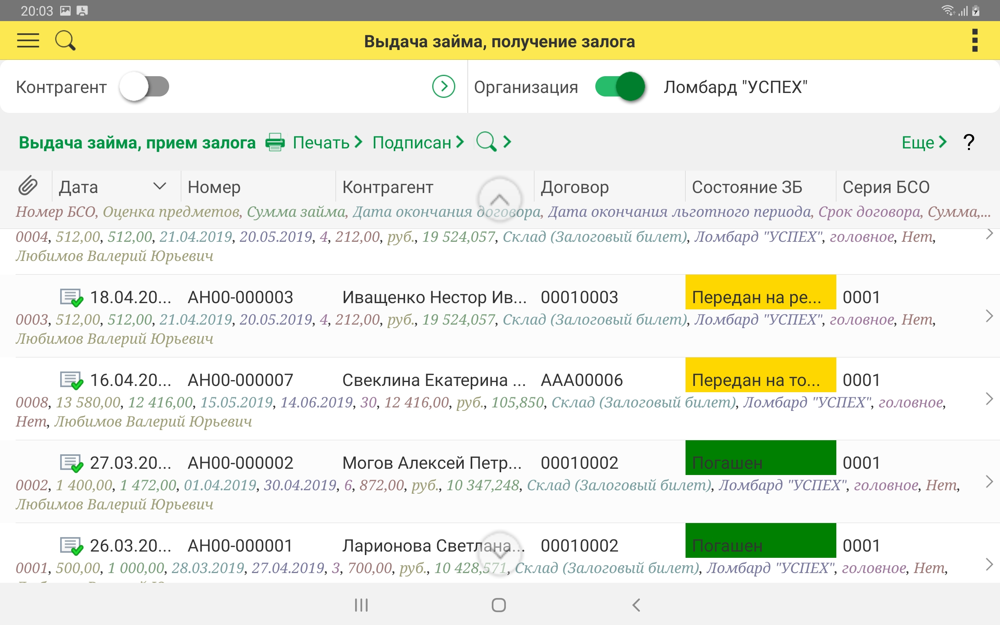 20:03
Выдача займа, получение залога
Контрагент Организация Ломбард "УСПЕХ"
Выдача займа, прием залога Печать Подписан Еще ?
Дата Номер Контрагент Договор Состояние ЗБ Серия БСО
Номер БСО, Оценка предметов, Сумма займа, Дата окончания договора, Дата окончания льготного периода, Срок договора, Сумма,...
0004, 512,00, 512,00, 21.04.2019, 20.05.2019, 4, 212,00, руб., 19 524,057, Склад (Залоговый билет), Ломбард "УСПЕХ", головное, Нет,
Любимов Валерий Юрьевич
18.04.20... АН00-000003 Иващенко Нестор Ив... 00010003 Передан на ре... 0001
0003, 512,00, 512,00, 21.04.2019, 20.05.2019, 4, 212,00, руб., 19 524,057, Склад (Залоговый билет), Ломбард "УСПЕХ", головное, Нет,
Любимов Валерий Юрьевич
16.04.20... АН00-000007 Свеклина Екатерина ... ААА00006 Передан на то... 0001
0008, 13 580,00, 12 416,00, 15.05.2019, 14.06.2019, 30, 12 416,00, руб., 105,850, Склад (Залоговый билет), Ломбард "УСПЕХ", головное,
Нет, Любимов Валерий Юрьевич
27.03.20... АН00-000002 Могов Алексей Петр... 00010002 Погашен 0001
0002, 1 400,00, 1 472,00, 01.04.2019, 30.04.2019, 6, 872,00, руб., 10 347,248, Склад (Залоговый билет), Ломбард "УСПЕХ", головное, Нет,
Любимов Валерий Юрьевич
26.03.20... АН00-000001 Ларионова Светлана... 00010002 Погашен 0001
0001, 500,00, 1 000,00, 28.03.2019, 27.04.2019, 3, 700,00, руб., 10 428,571, Склад (Залоговый билет), Ломбард "УСПЕХ", головное, Нет,